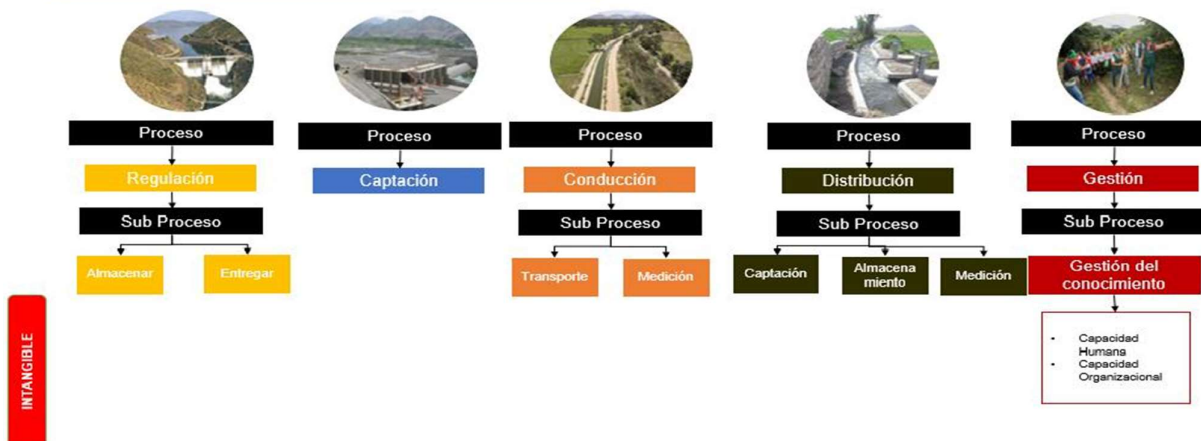 Proceso
Regulación
Sub Proceso
Almacenar
Entregar
Proceso
Captación
Proceso
Conducción
Sub Proceso
Transporte
Medición
Proceso
Distribución
Sub Proceso
Captación
Almacena
miento
Medición
Proceso
Gestión
Sub Proceso
Gestión del
conocimiento
• Capacidad
Humana
• Capacidad
Organizacional
INTANGIBLE